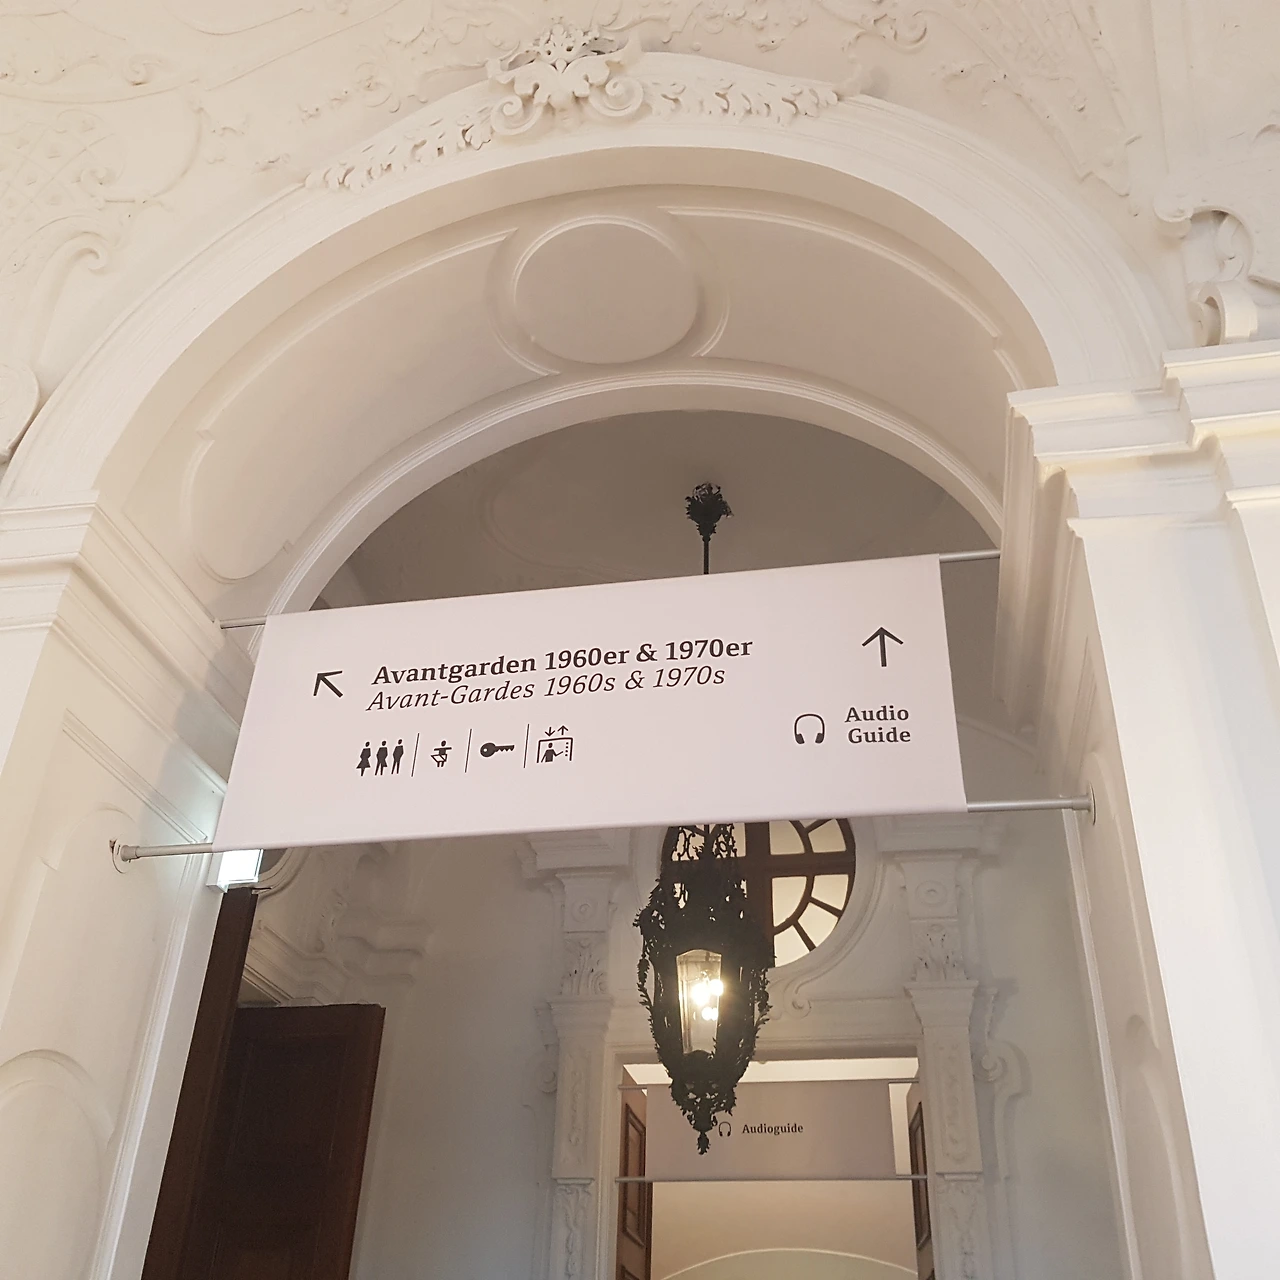 Avantgarden 1960er & 1970er
Avant-Gardes 1960s & 1970s
Audio
Guide
Audioguide